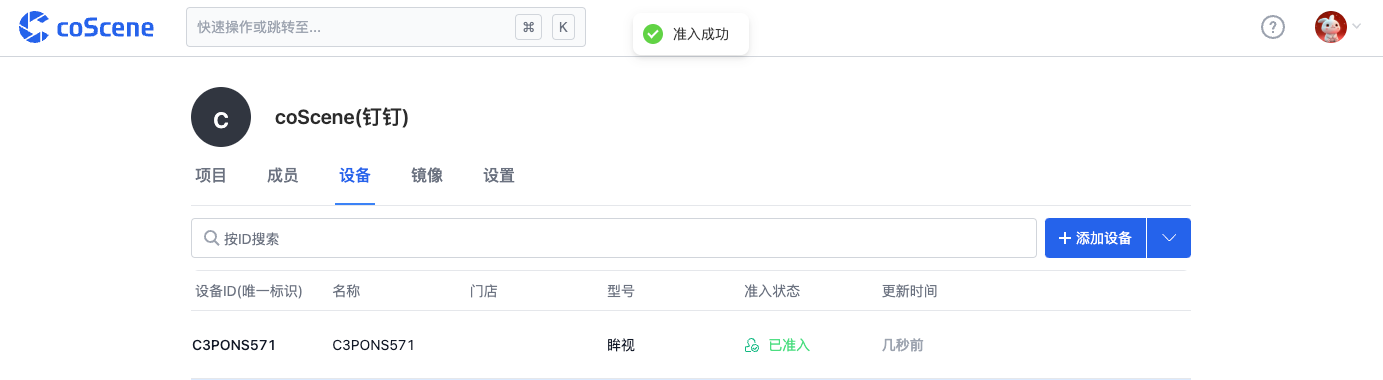 coScene
快速操作或跳转至...
⌘
K
准入成功
?
C
coScene(钉钉)
项目
成员
设备
镜像
设置
按ID搜索
+ 添加设备
设备ID(唯一标识) 名称 门店 型号 准入状态 更新时间
C3PONS571 C3PONS571 眸视 已准入 几秒前